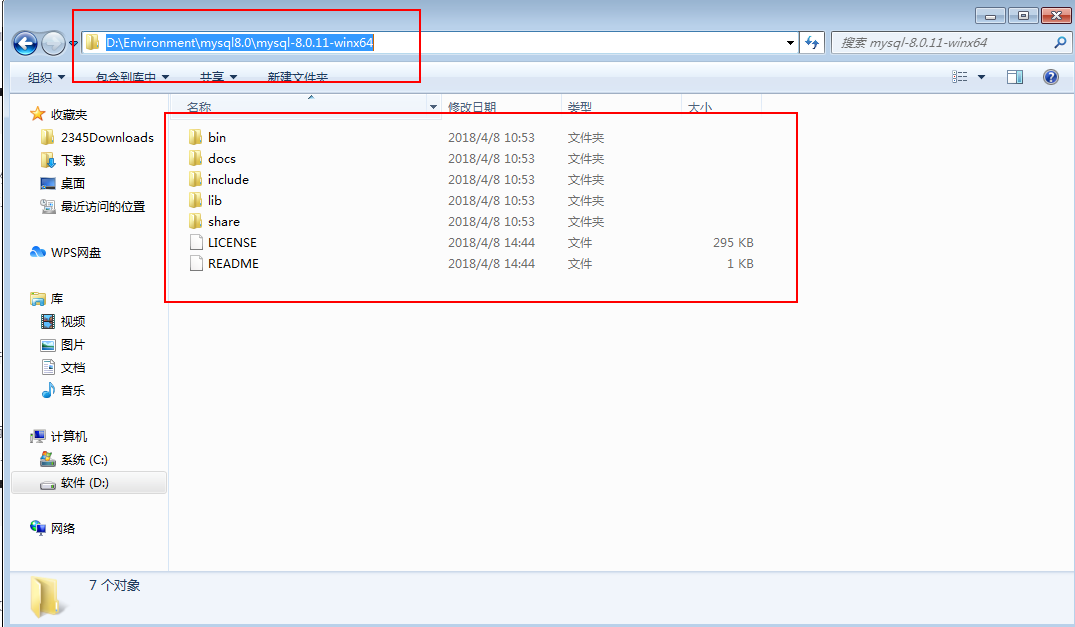 D:\Environment\mysql8.0\mysql-8.0.11-winx64
搜索 mysql-8.0.11-winx64
组织 包含到库中 共享 新建文件夹
名称 修改日期 类型 大小
收藏夹
2345Downloads
下载
桌面
最近访问的位置
WPS网盘
库
视频
图片
文档
音乐
计算机
系统 (C:)
软件 (D:)
网络
bin 2018/4/8 10:53 文件夹
docs 2018/4/8 10:53 文件夹
include 2018/4/8 10:53 文件夹
lib 2018/4/8 10:53 文件夹
share 2018/4/8 10:53 文件夹
LICENSE 2018/4/8 14:44 文件 295 KB
README 2018/4/8 14:44 文件 1 KB
7 个对象